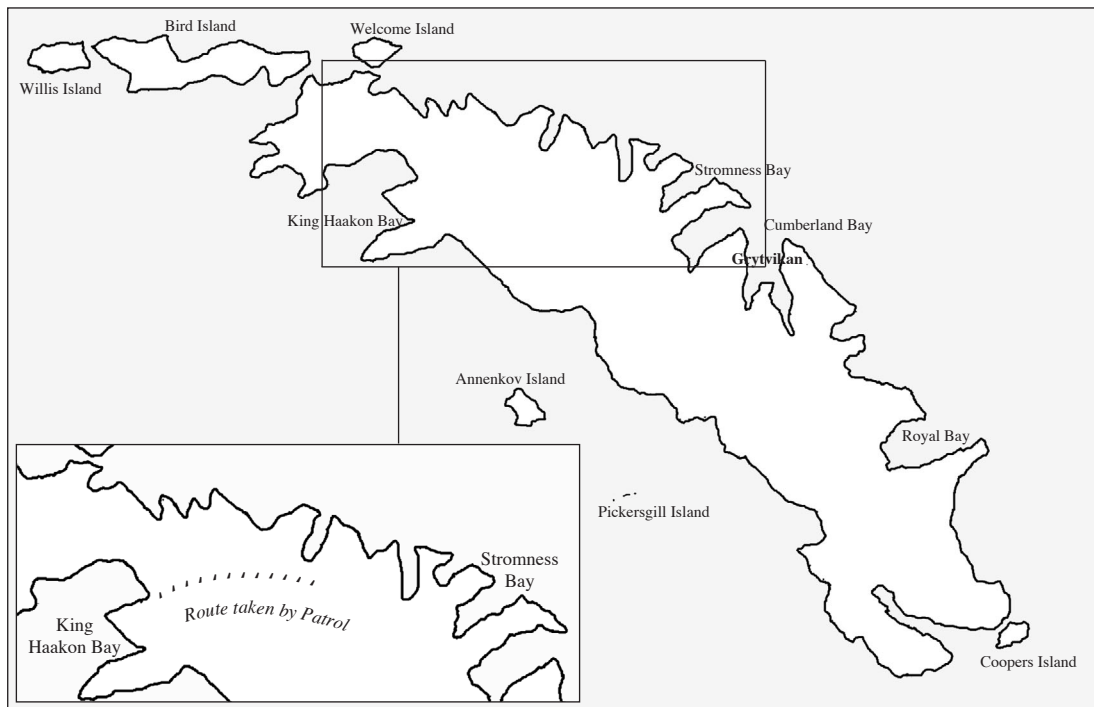 Bird Island
Welcome Island
Willis Island
Stromness Bay
King Haakon Bay
Cumberland Bay
Grytvikan
Annenkov Island
Royal Bay
Pickersgill Island
Stromness
Bay
Route taken by Patrol
King
Haakon Bay
Coopers Island